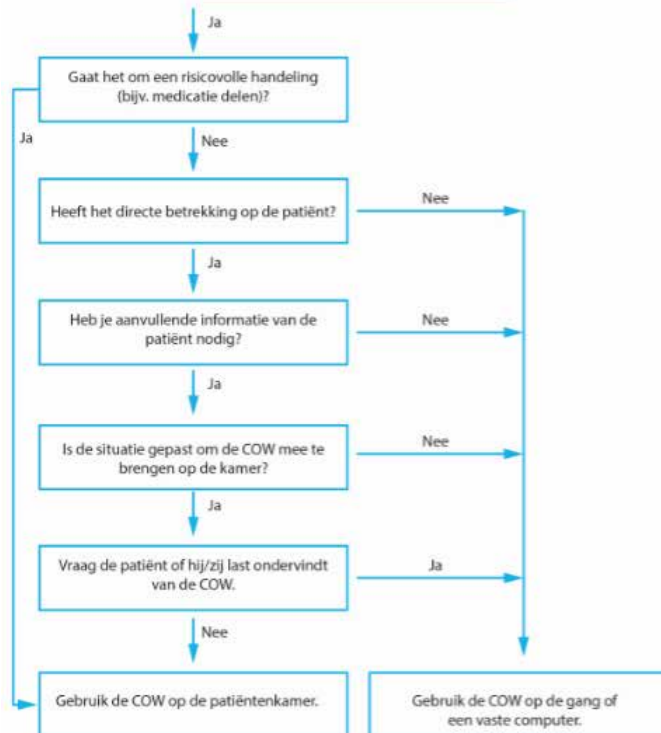 Ja
Gaat het om een risicovolle handeling
(bijv. medicatie delen)?
Ja
Nee
Heeft het directe betrekking op de patiënt?
Nee
Ja
Heb je aanvullende informatie van de
patiënt nodig?
Nee
Ja
Is de situatie gepast om de COW mee te
brengen op de kamer?
Nee
Ja
Vraag de patiënt of hij/zij last ondervindt
van de COW.
Ja
Nee
Gebruik de COW op de patiëntenkamer.
Gebruik de COW op de gang of
een vaste computer.